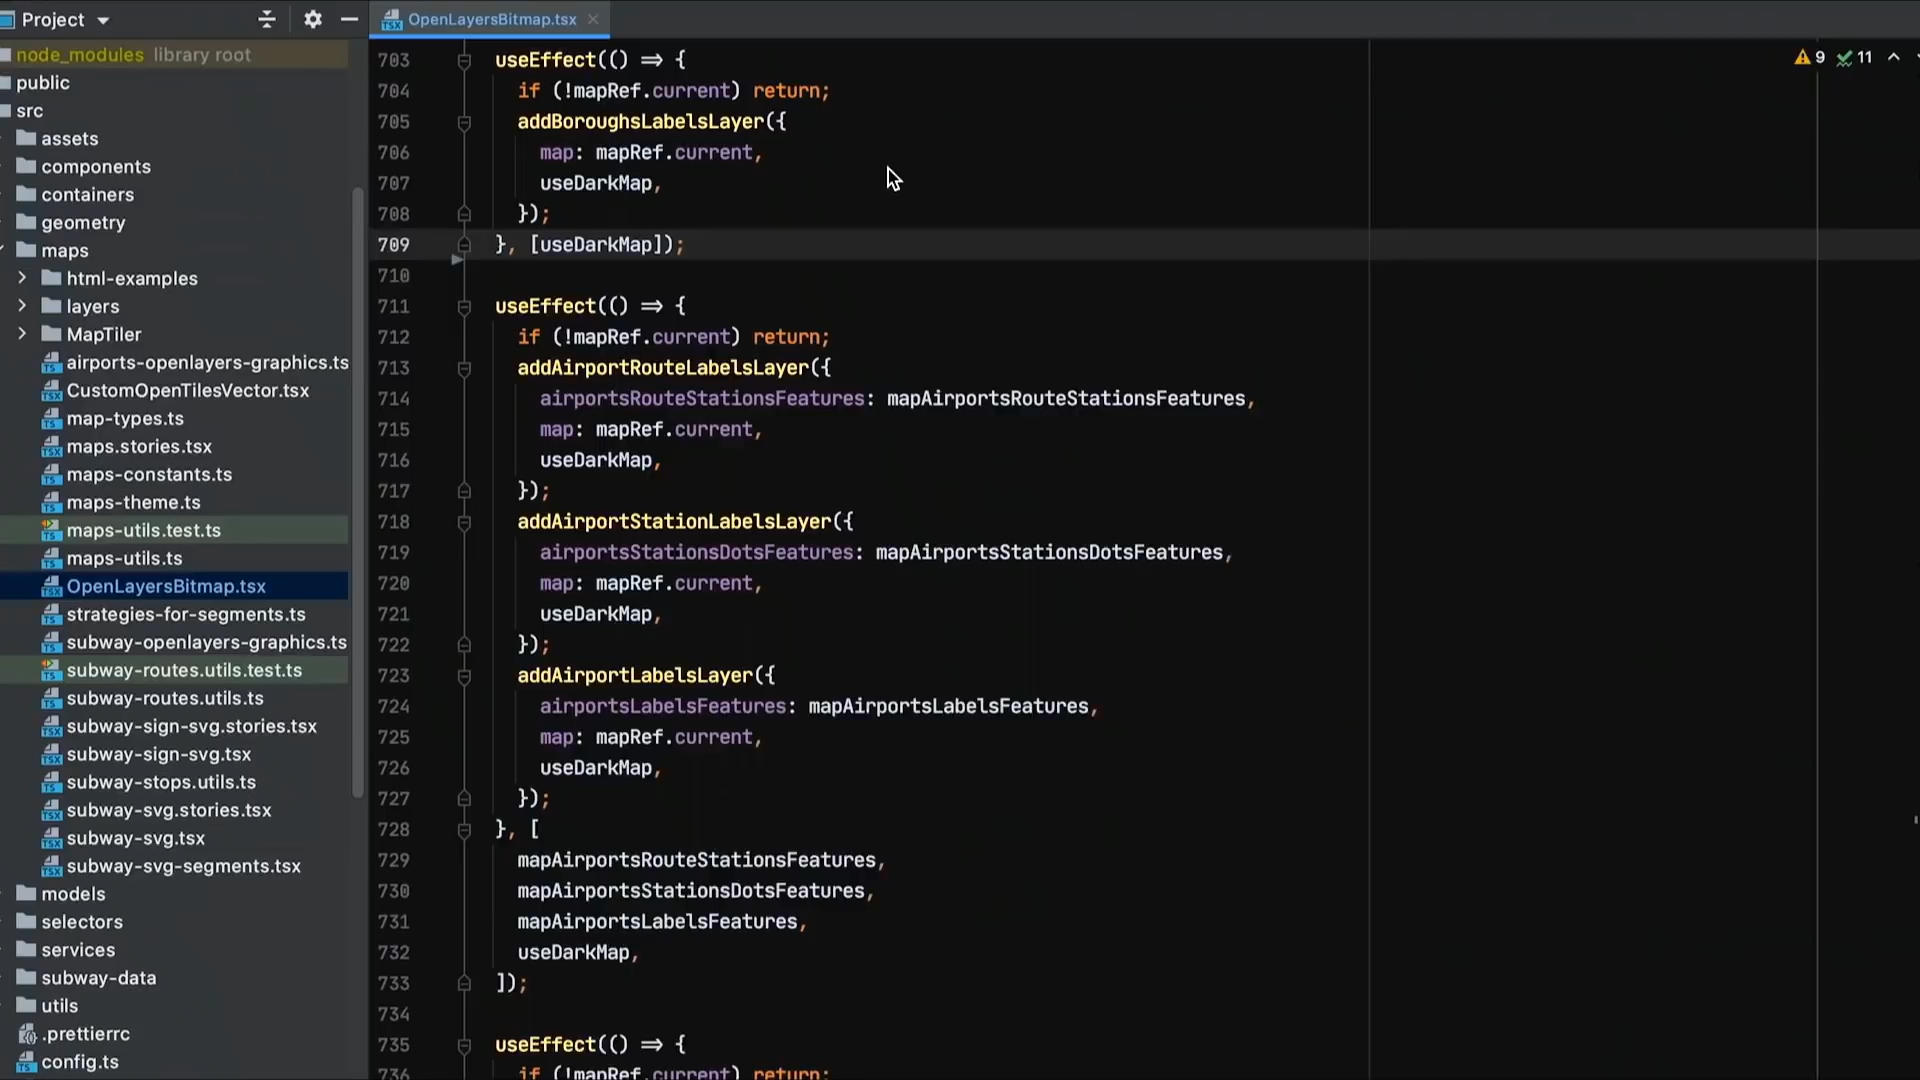 Project
node_modules library root
public
src
assets
components
containers
geometry
maps
html-examples
layers
MapTiler
airports-openlayers-graphics.ts
CustomOpenTilesVector.tsx
map-types.ts
maps.stories.tsx
maps-constants.ts
maps-theme.ts
maps-utils.test.ts
maps-utils.ts
OpenLayersBitmap.tsx
strategies-for-segments.ts
subway-openlayers-graphics.ts
subway-routes.utils.test.ts
subway-routes.utils.ts
subway-sign-svg.stories.tsx
subway-sign-svg.tsx
subway-stops.utils.ts
subway-svg.stories.tsx
subway-svg.tsx
subway-svg-segments.tsx
models
selectors
services
subway-data
utils
.prettierrc
config.ts
OpenLayersBitmap.tsx
9 11
703 useEffect(() ⇒ {
704 if (!mapRef.current) return;
705 addBoroughsLabelsLayer({
706 map: mapRef.current,
707 useDarkMap,
708 });
709 }, [useDarkMap]);
710
711 useEffect(() ⇒ {
712 if (!mapRef.current) return;
713 addAirportRouteLabelsLayer({
714 airportsRouteStationsFeatures: mapAirportsRouteStationsFeatures,
715 map: mapRef.current,
716 useDarkMap,
717 });
718 addAirportStationLabelsLayer({
719 airportsStationsDotsFeatures: mapAirportsStationsDotsFeatures,
720 map: mapRef.current,
721 useDarkMap,
722 });
723 addAirportLabelsLayer({
724 airportsLabelsFeatures: mapAirportsLabelsFeatures,
725 map: mapRef.current,
726 useDarkMap,
727 });
728 }, [
729 mapAirportsRouteStationsFeatures,
730 mapAirportsStationsDotsFeatures,
731 mapAirportsLabelsFeatures,
732 useDarkMap,
733 ]);
734
735 useEffect(() ⇒ {
736 if (!mapRef.current) return;